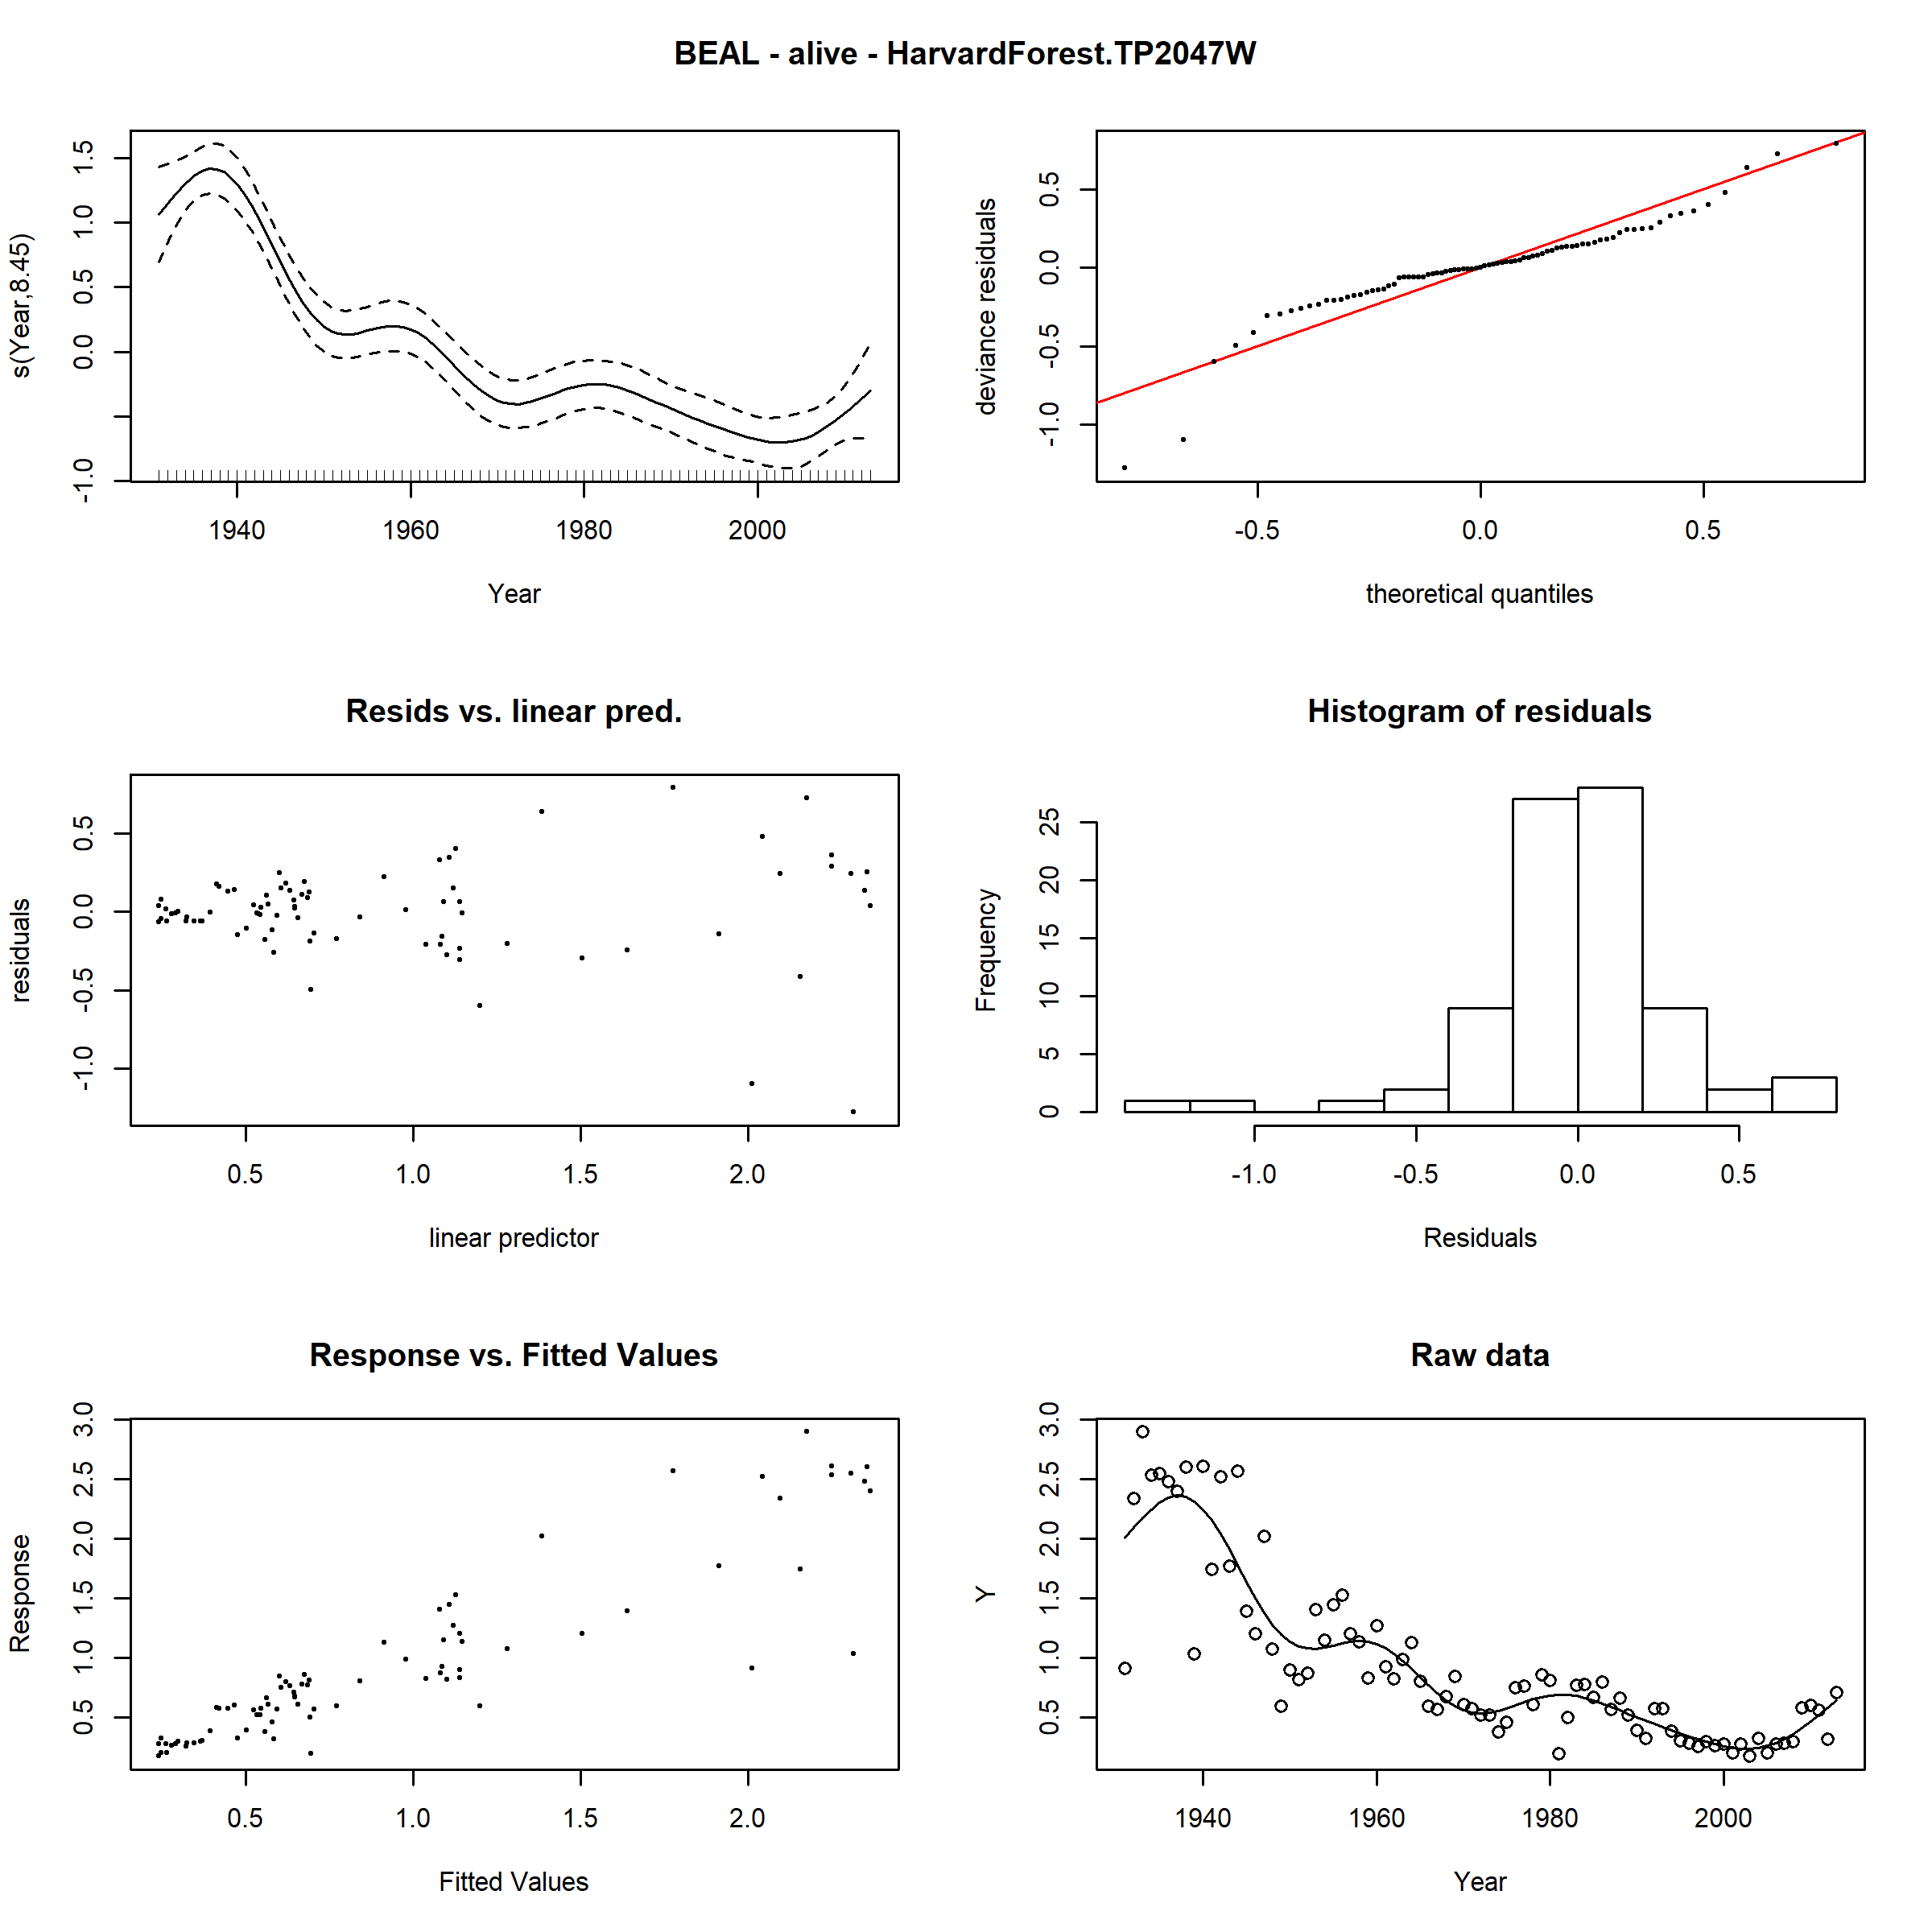 BEAL - alive - HarvardForest.TP2047W
s(Year,8.45)
1.5
1.0
0.5
0.0
-1.0
1940 1960 1980 2000
Year
deviance residuals
0.5
0.0
-0.5
-1.0
-0.5 0.0 0.5
theoretical quantiles
Resids vs. linear pred.
residuals
0.5
0.0
-0.5
-1.0
0.5 1.0 1.5 2.0
linear predictor
Histogram of residuals
Frequency
25
20
15
10
5
0
-1.0 -0.5 0.0 0.5
Residuals
Response vs. Fitted Values
Response
3.0
2.5
2.0
1.5
1.0
0.5
0.5 1.0 1.5 2.0
Fitted Values
Raw data
Y
3.0
2.5
2.0
1.5
1.0
0.5
1940 1960 1980 2000
Year